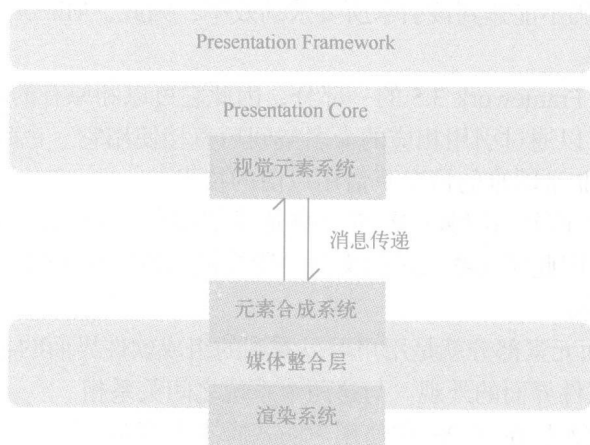 Presentation Framework
Presentation Core
视觉元素系统
消息传递
元素合成系统
媒体整合层
渲染系统